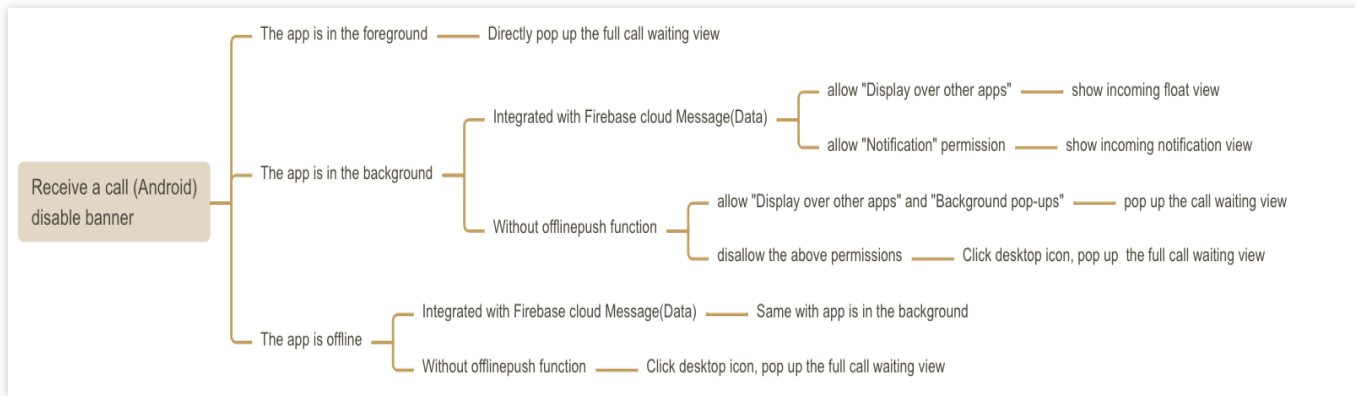 Receive a call (Android)
disable banner
The app is in the foreground
Directly pop up the full call waiting view
The app is in the background
Integrated with Firebase cloud Message(Data)
allow "Display over other apps"
show incoming float view
allow "Notification" permission
show incoming notification view
Without offlinepush function
allow "Display over other apps" and "Background pop-ups"
pop up the call waiting view
disallow the above permissions
Click desktop icon, pop up  the full call waiting view
The app is offline
Integrated with Firebase cloud Message(Data)
Same with app is in the background
Without offlinepush function
Click desktop icon, pop up the full call waiting view